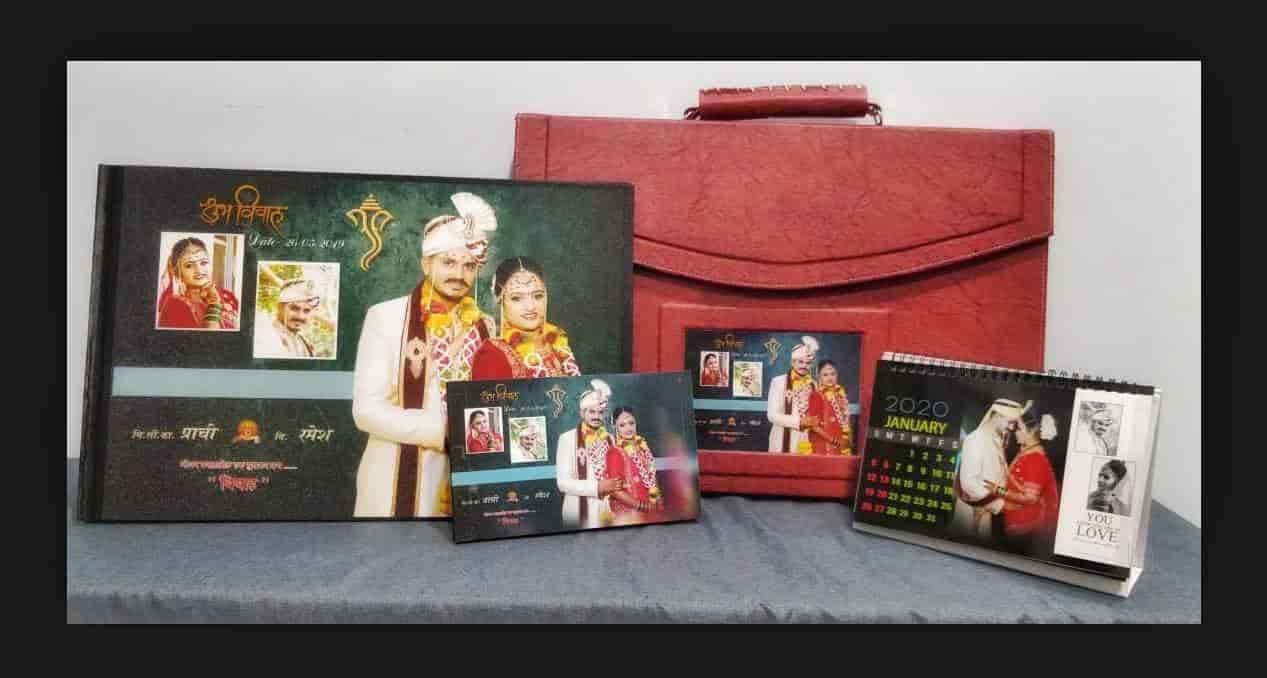 शुभ विवाह
Date- 26-05-2019
चि.सौ.का. प्राची चि. रमेश
विवाह
शुभ विवाह
प्राची चि रमेश
विवाह
शुभ विवाह
प्राची रमेश
विवाह
2020
JANUARY
S M T W T F S
1 2 3 4
5 6 7 8 9 10 11
12 13 14 15 16 17 18
19 20 21 22 23 24 25
26 27 28 29 30 31
YOU
LOVE